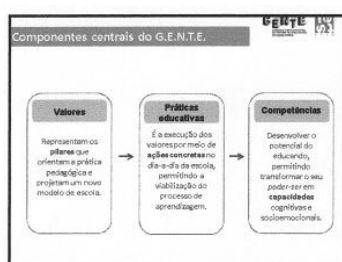 Componentes centrais do G.E.N.T.E.
GENTE
Valores
Representam os
pilares que
orientam a prática
pedagógica e
projetam um novo
modelo de escola.
Práticas
educativas
É a execução dos
valores por meio de
ações concretas no
dia-a-dia da escola,
permitindo a
viabilização do
processo de
aprendizagem.
Competências
Desenvolver o
potencial do
educando,
permitindo
transformar o seu
poder-ser em
capacidades
cognitivas e
socioemocionais.